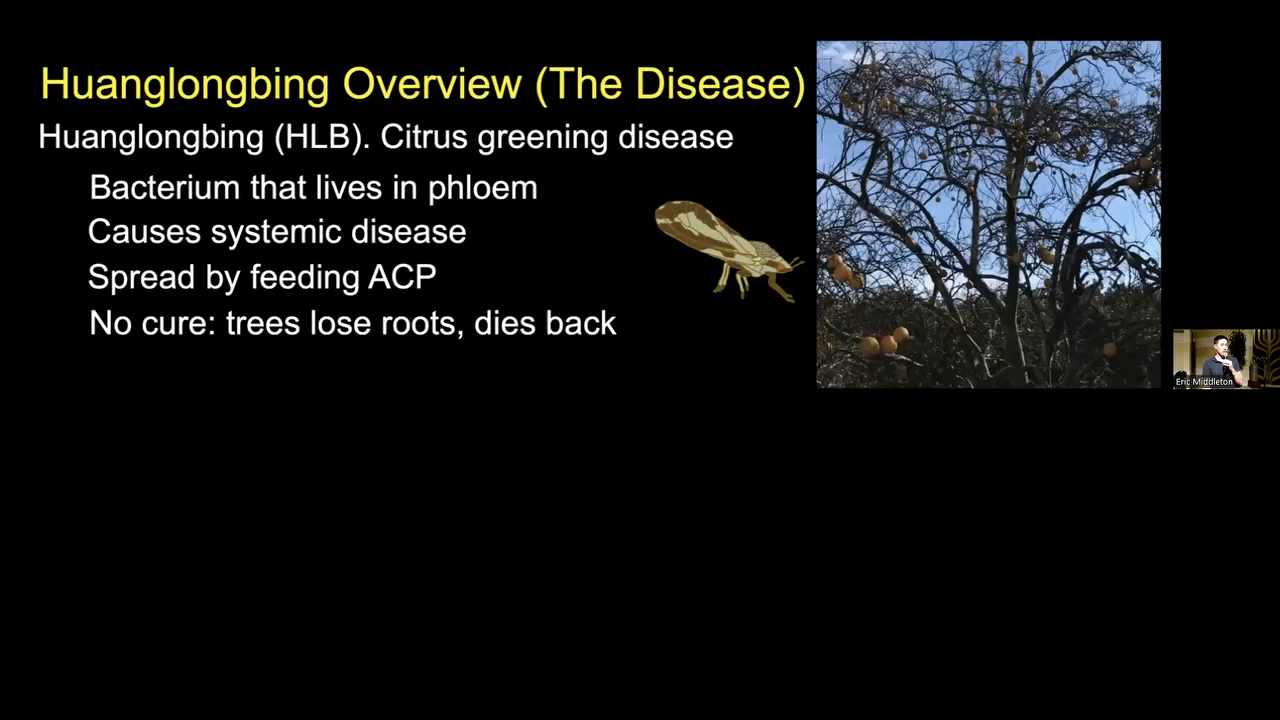 Huanglongbing Overview (The Disease)
Huanglongbing (HLB). Citrus greening disease
Bacterium that lives in phloem
Causes systemic disease
Spread by feeding ACP
No cure: trees lose roots, dies back
Eric Middleton